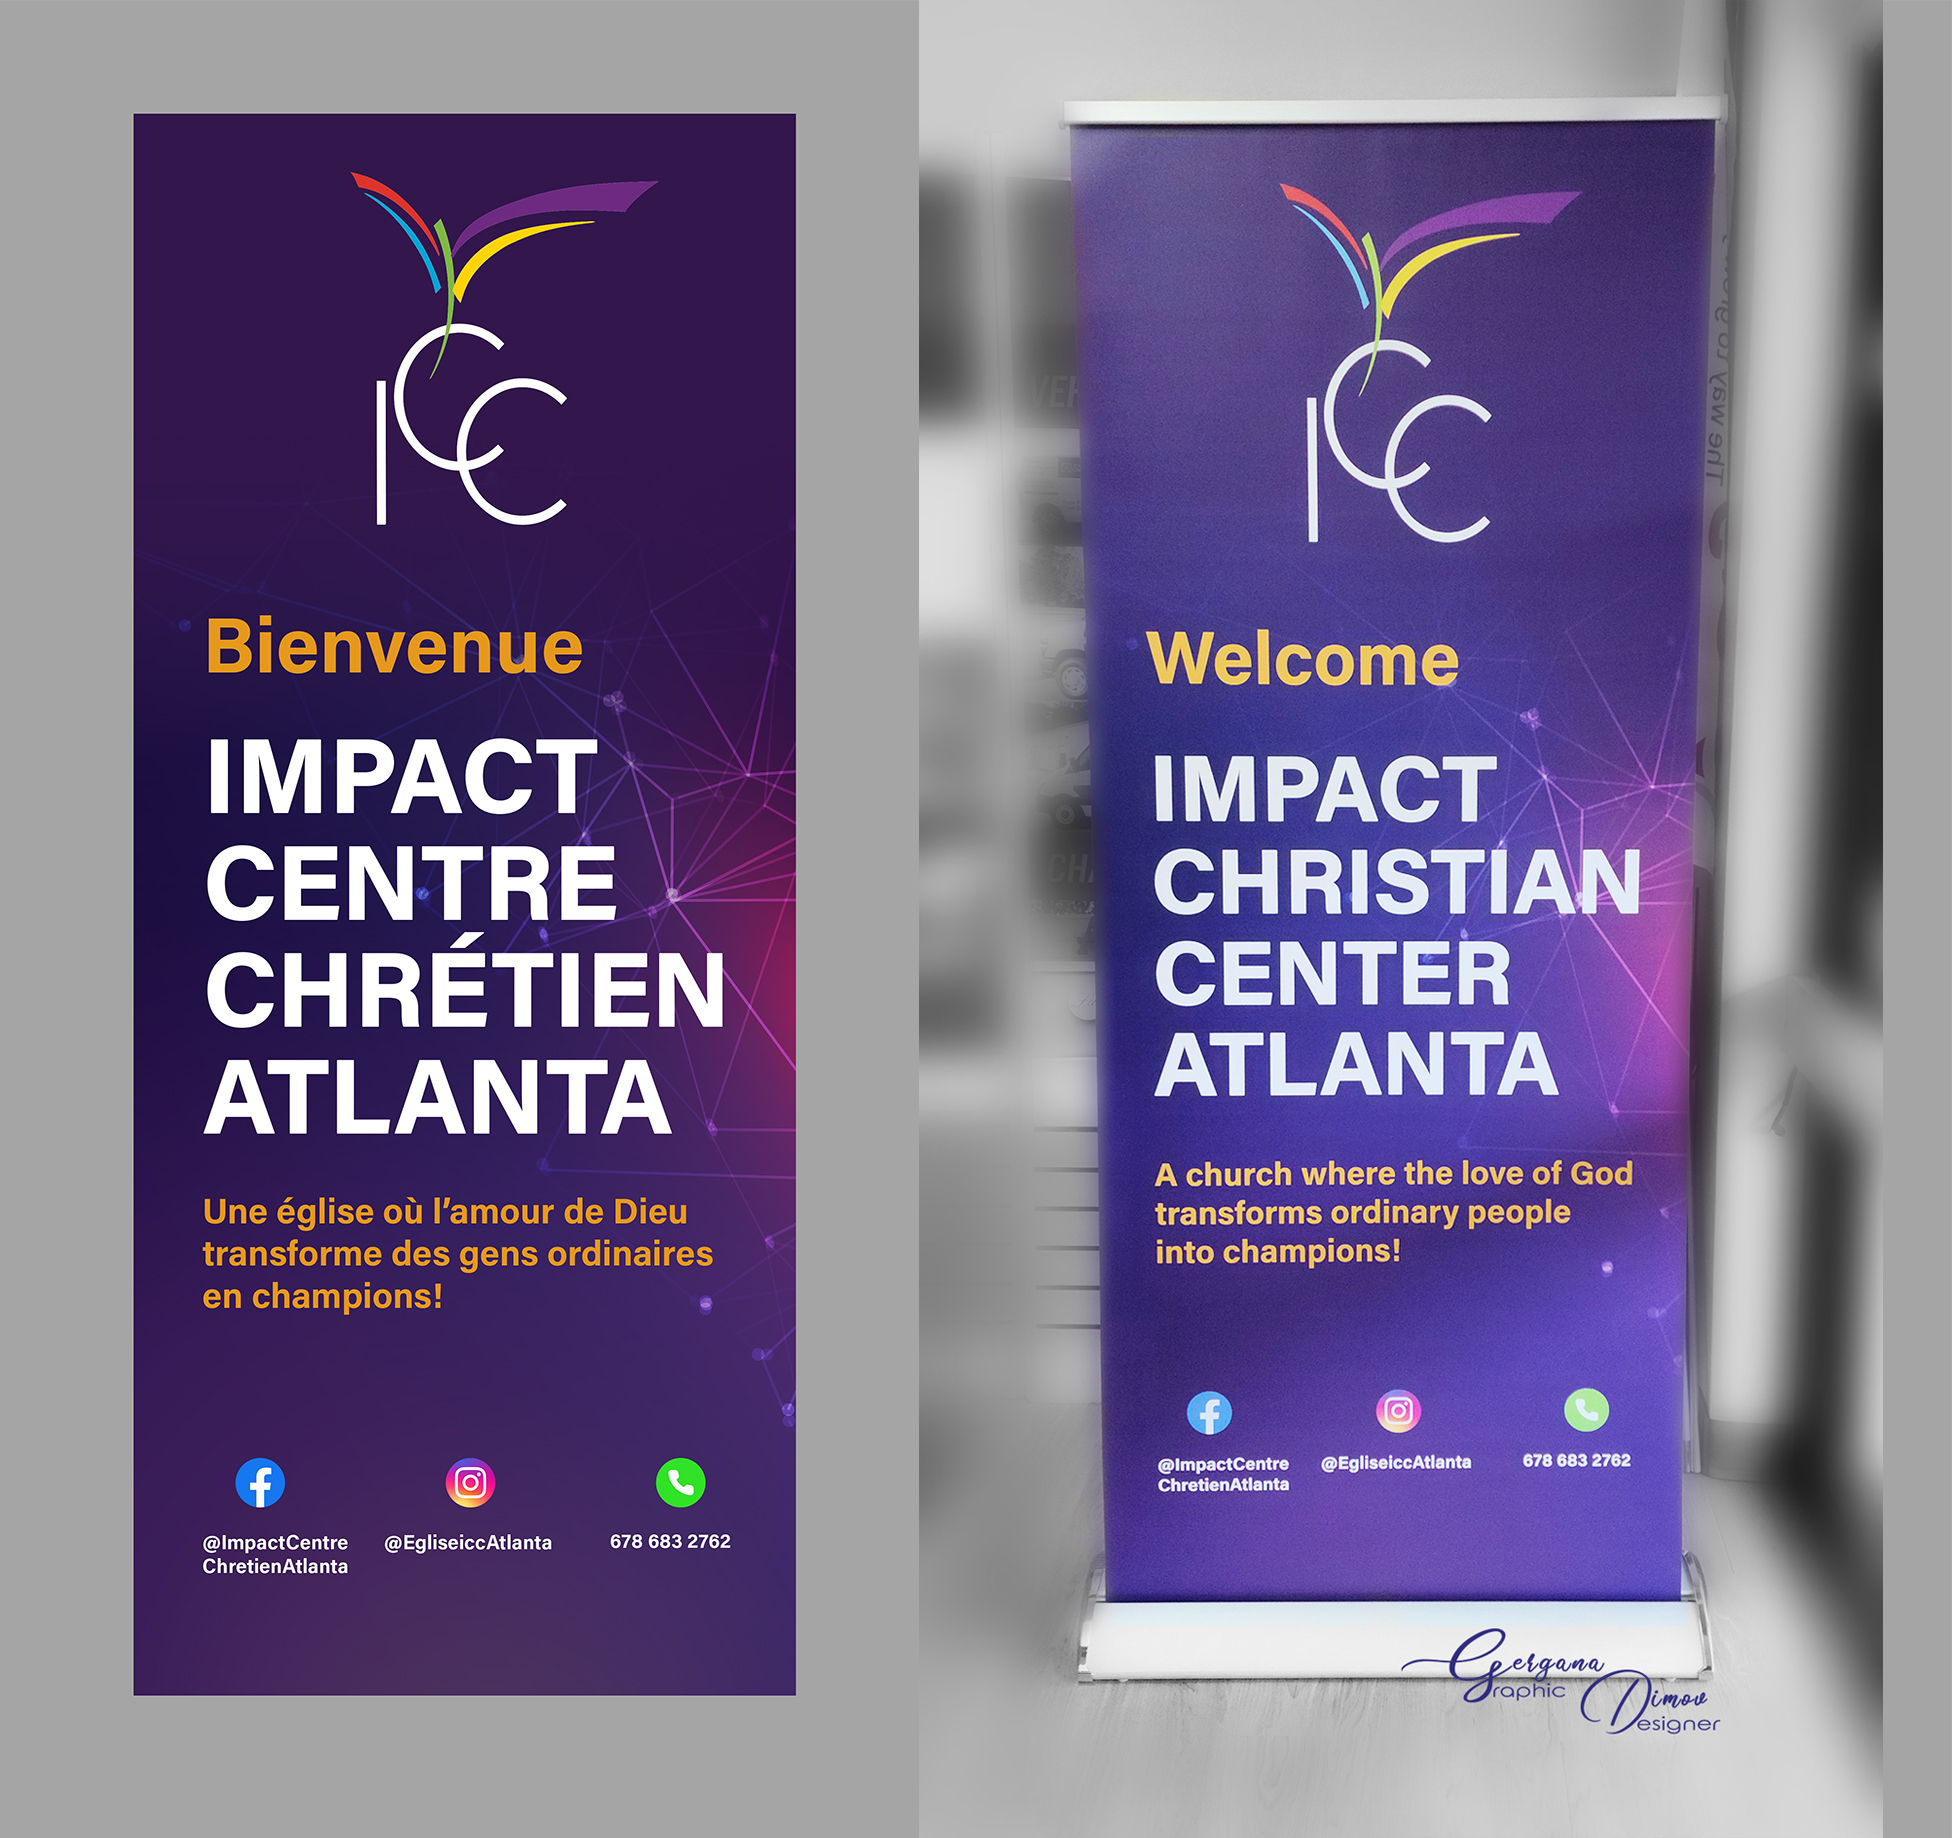 ICC
Bienvenue
IMPACT
CENTRE
CHRÉTIEN
ATLANTA
Une église où l'amour de Dieu
transforme des gens ordinaires
en champions!
@ImpactCentre
ChretienAtlanta
@EgliseiccAtlanta
678 683 2762
ICC
Welcome
IMPACT
CHRISTIAN
CENTER
ATLANTA
A church where the love of God
transforms ordinary people
into champions!
@ImpactCentre
ChretienAtlanta
@EgliseiccAtlanta
678 683 2762
The way
Gergana
Graphic
Dimov
Designer